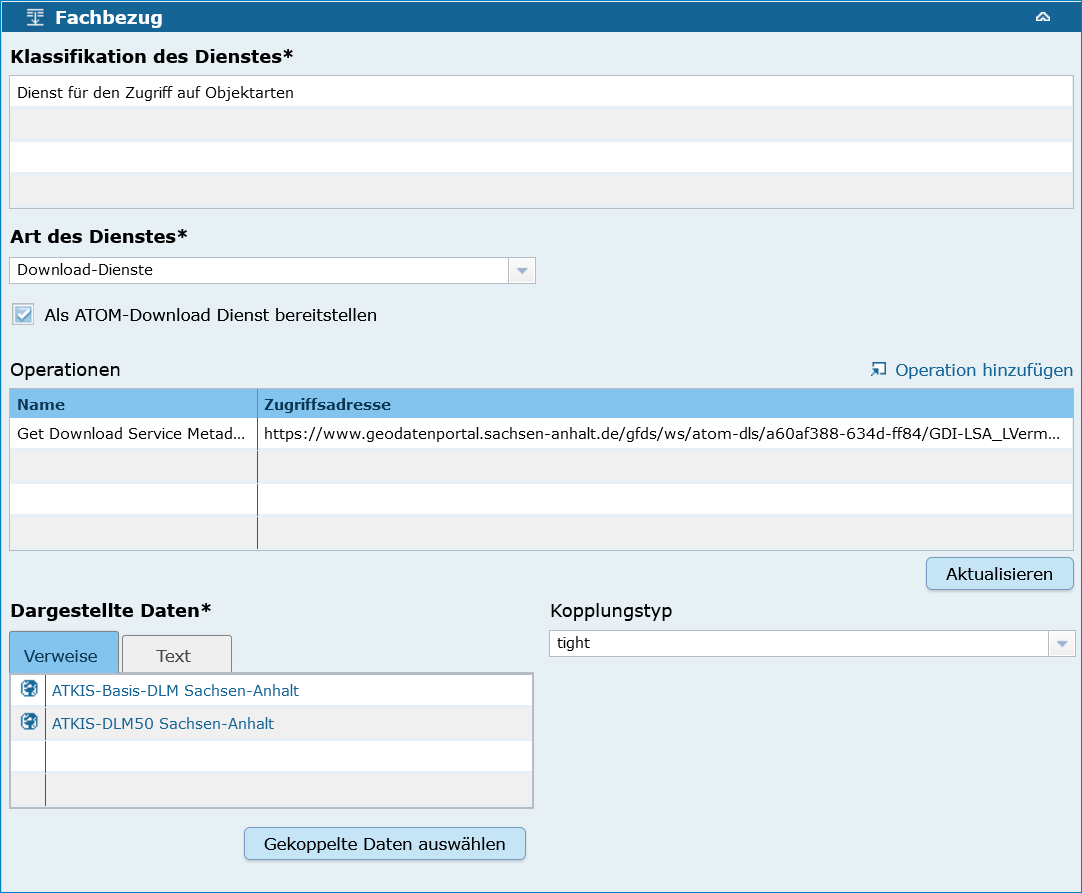 Fachbezug
Klassifikation des Dienstes*
Dienst für den Zugriff auf Objektarten
Art des Dienstes*
Download-Dienste
Als ATOM-Download Dienst bereitstellen
Operationen
Operation hinzufügen
Name Zugriffsadresse
Get Download Service Metad... https://www.geodatenportal.sachsen-anhalt.de/gfds/ws/atom-dls/a60af388-634d-ff84/GDI-LSA_LVerm...
Aktualisieren
Dargestellte Daten*
Kopplungstyp
Verweise Text
tight
ATKIS-Basis-DLM Sachsen-Anhalt
ATKIS-DLM50 Sachsen-Anhalt
Gekoppelte Daten auswählen